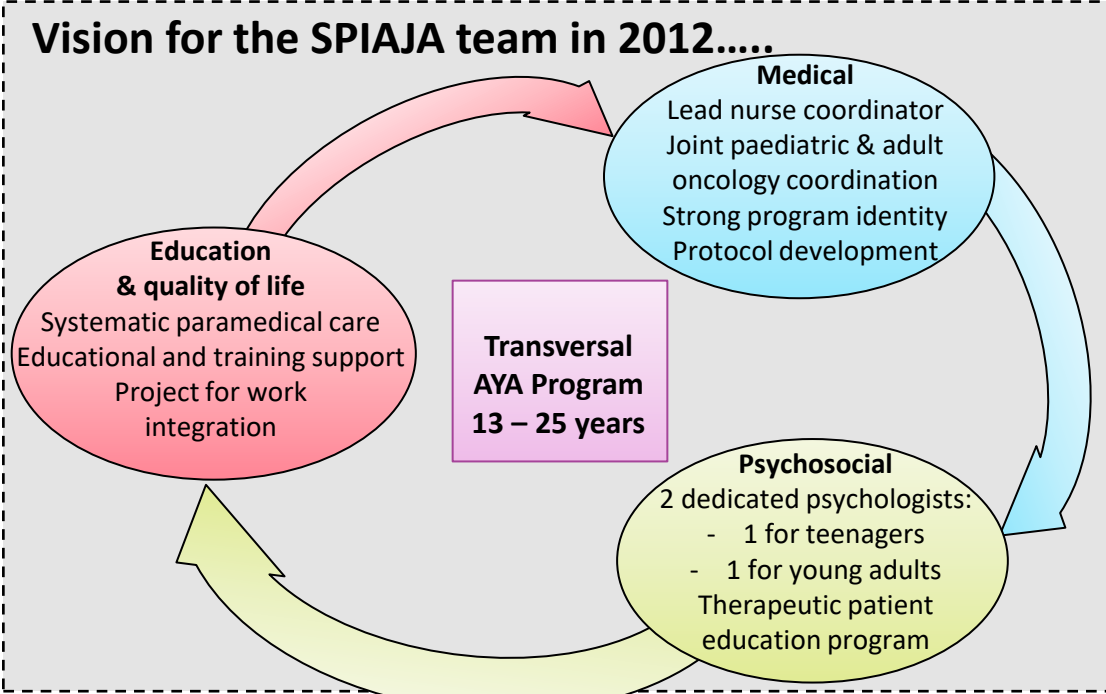 Vision for the SPIAJA team in 2012…..
Medical
Lead nurse coordinator
Joint paediatric & adult
oncology coordination
Strong program identity
Protocol development
Education
& quality of life
Systematic paramedical care
Educational and training support
Project for work
integration
Transversal
AYA Program
13 – 25 years
Psychosocial
2 dedicated psychologists:
- 1 for teenagers
- 1 for young adults
Therapeutic patient
education program